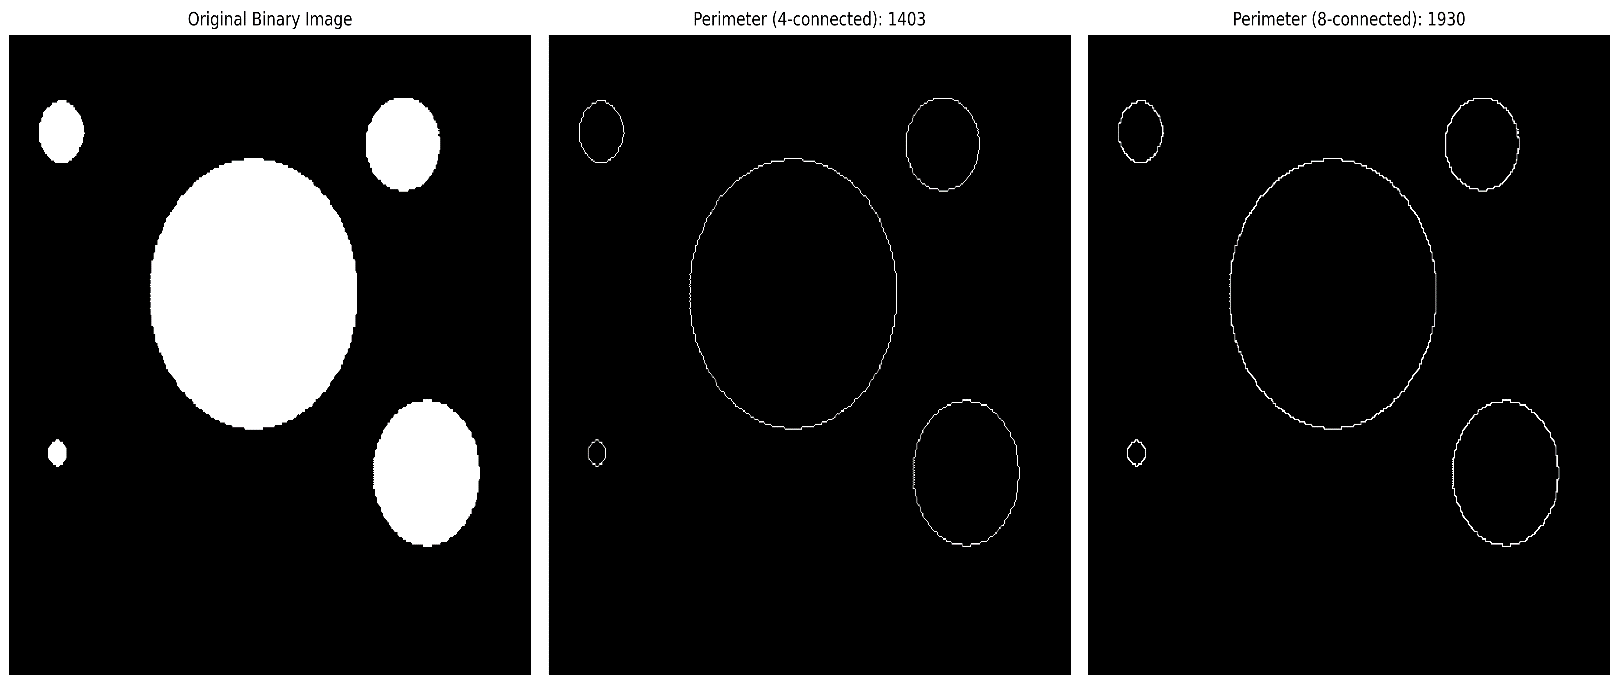 Original Binary Image
Perimeter (4-connected): 1403
Perimeter (8-connected): 1930